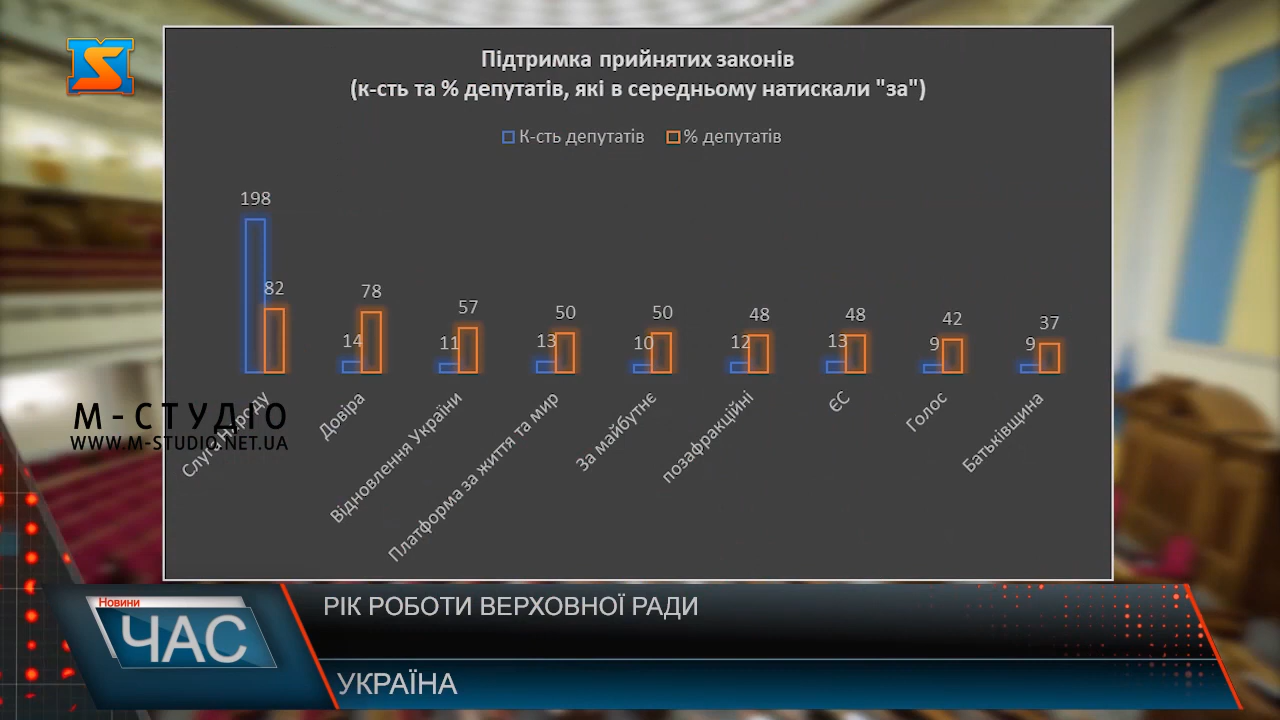 Підтримка прийнятих законів
(к-сть та % депутатів, які в середньому натискали "за")
К-сть депутатів % депутатів
198
82
14
78
11
57
13
50
10
50
12
48
13
48
9
42
9
37
Слуга Народу
Довіра
Відновлення України
Платформа за життя та мир
За майбутнє
позафракційні
ЄС
Голос
Батьківщина
М-СТУДІО
WWW.M-STUDIO.NET.UA
Новини
ЧАС
РІК РОБОТИ ВЕРХОВНОЇ РАДИ
УКРАЇНА